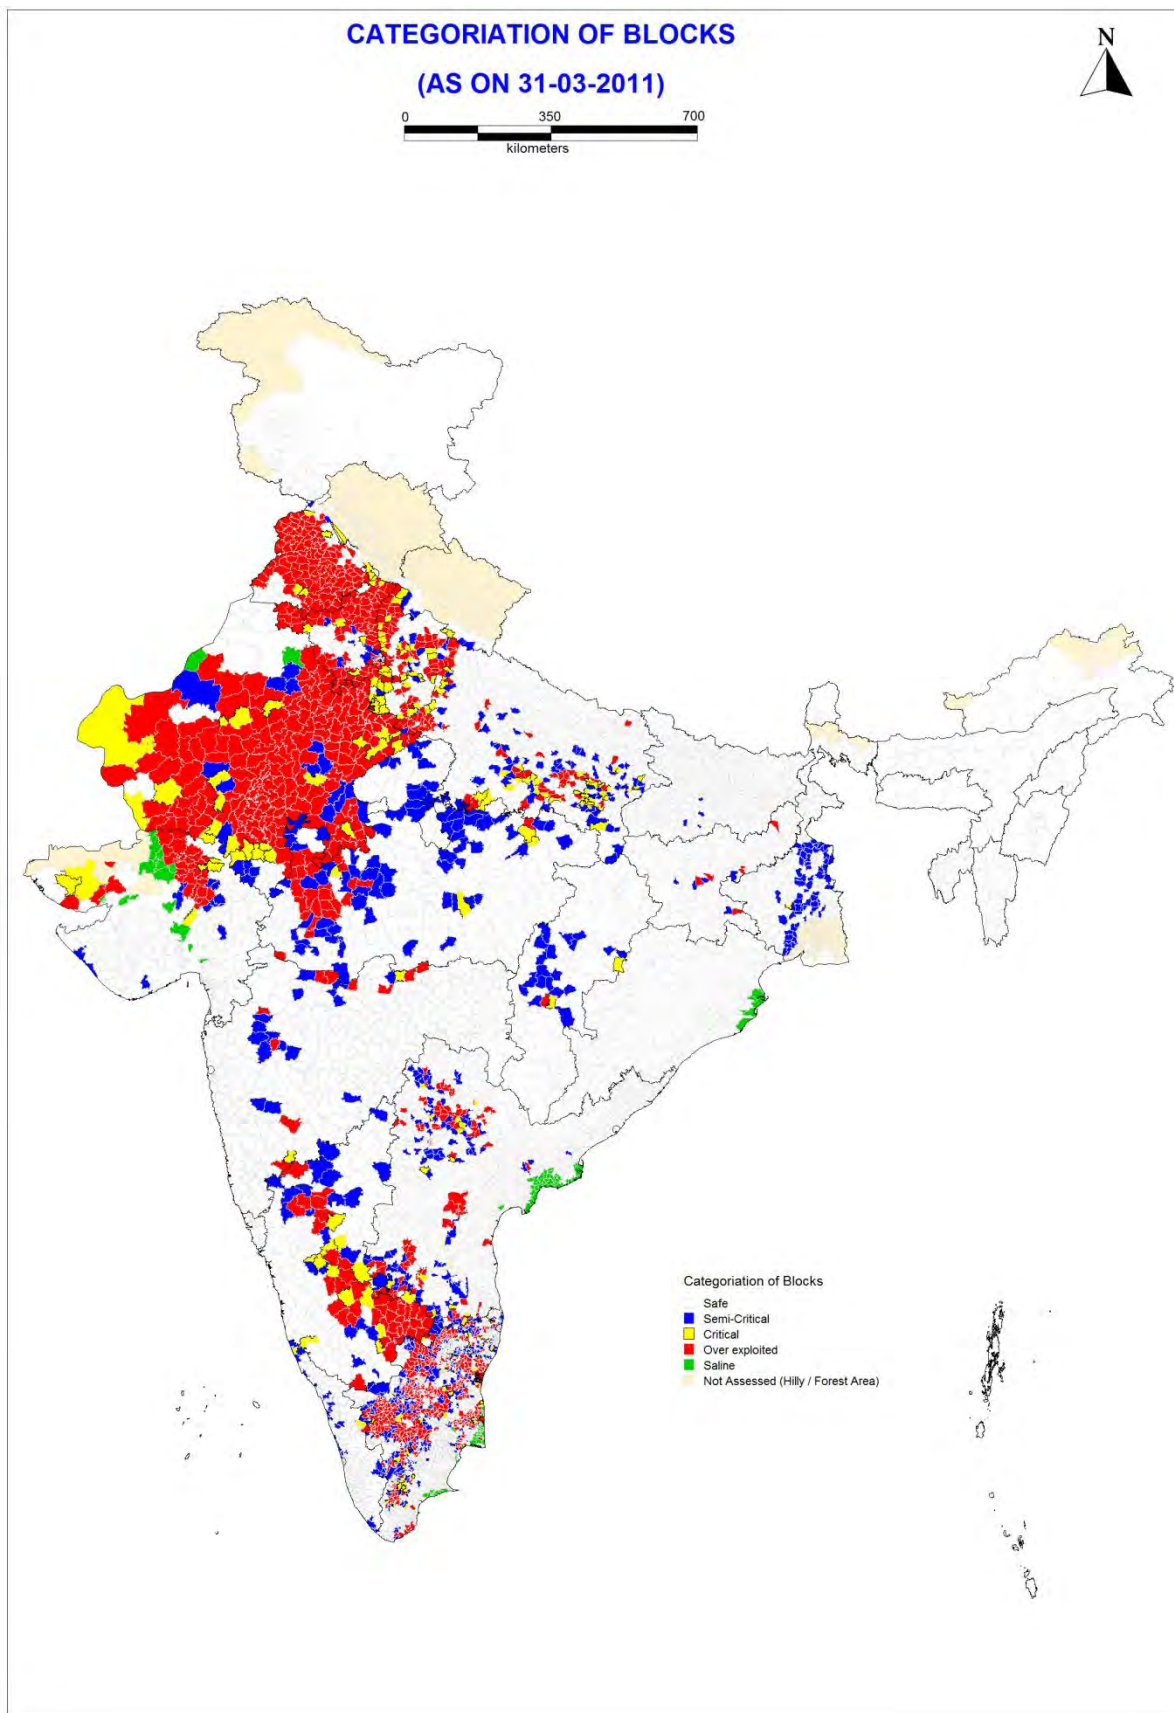 CATEGORIATION OF BLOCKS
(AS ON 31-03-2011)
N
0 350 700
kilometers
Categoriation of Blocks
Safe
Semi-Critical
Critical
Over exploited
Saline
Not Assessed (Hilly / Forest Area)